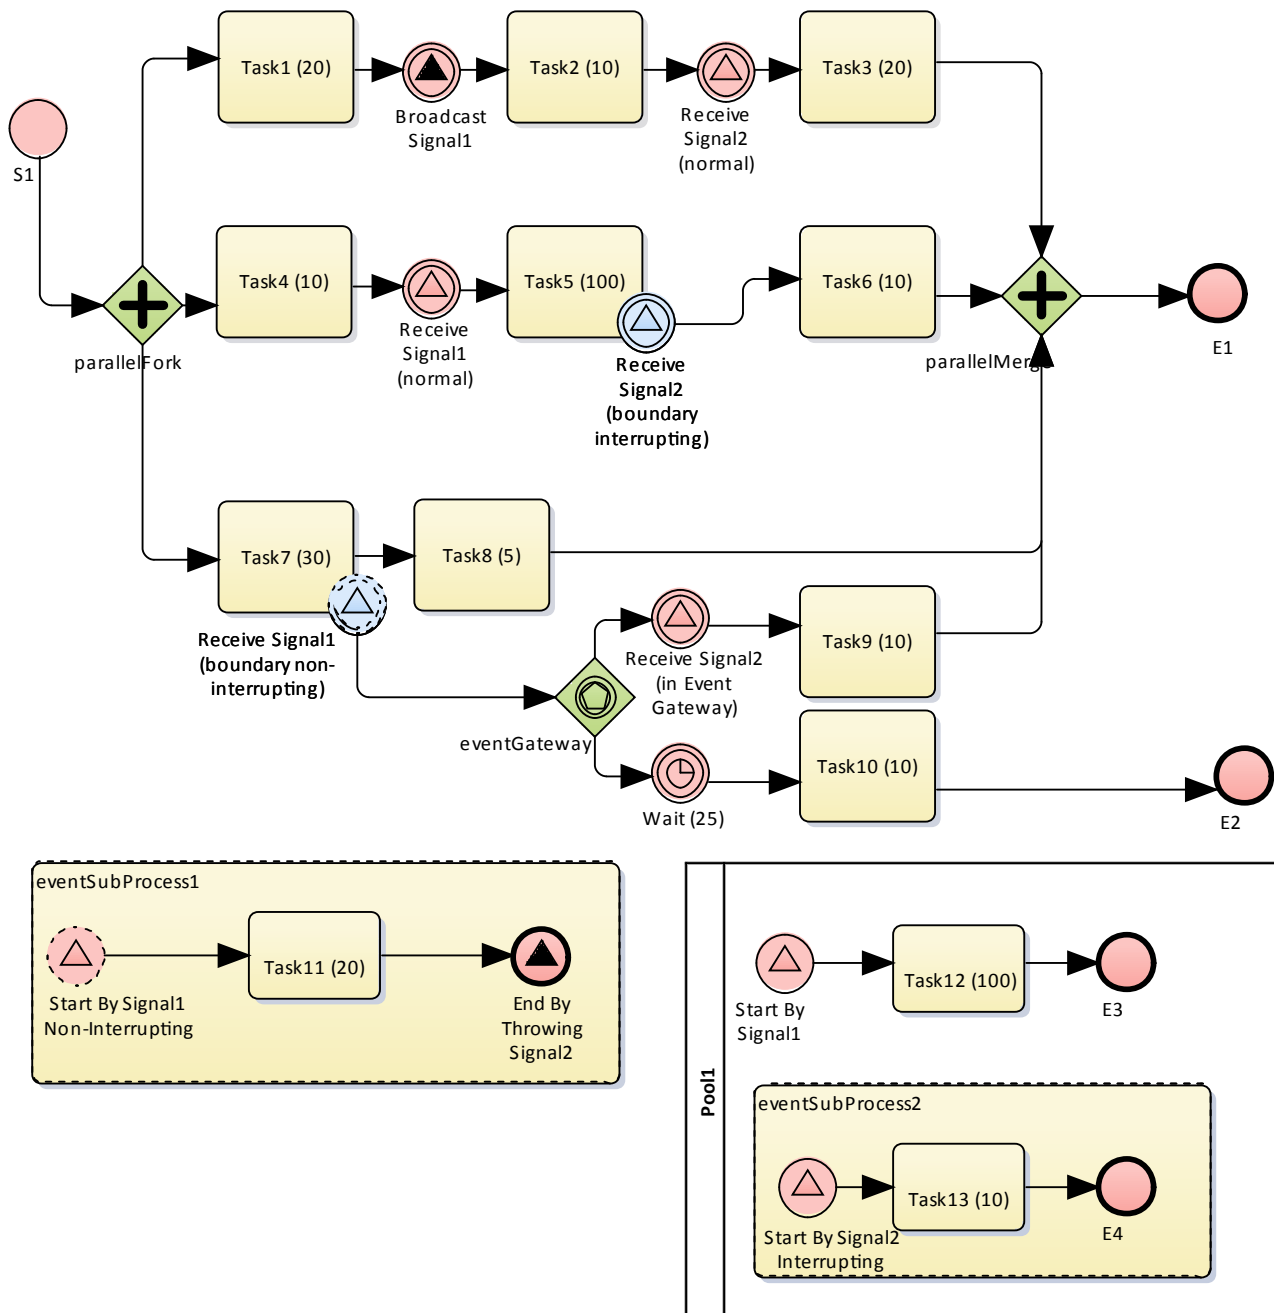 Task1 (20)
Broadcast
Signal1
Task2 (10)
Receive
Signal2
(normal)
Task3 (20)
S1
parallelFork
Task4 (10)
Receive
Signal1
(normal)
Task5 (100)
Receive
Signal2
(boundary
interrupting)
Task6 (10)
parallelMerge
E1
Task7 (30)
Receive Signal1
(boundary non-
interrupting)
Task8 (5)
eventGateway
Receive Signal2
(in Event
Gateway)
Task9 (10)
Wait (25)
Task10 (10)
E2
eventSubProcess1
Start By Signal1
Non-Interrupting
Task11 (20)
End By
Throwing
Signal2
Pool1
Start By
Signal1
Task12 (100)
E3
eventSubProcess2
Start By Signal2
Interrupting
Task13 (10)
E4